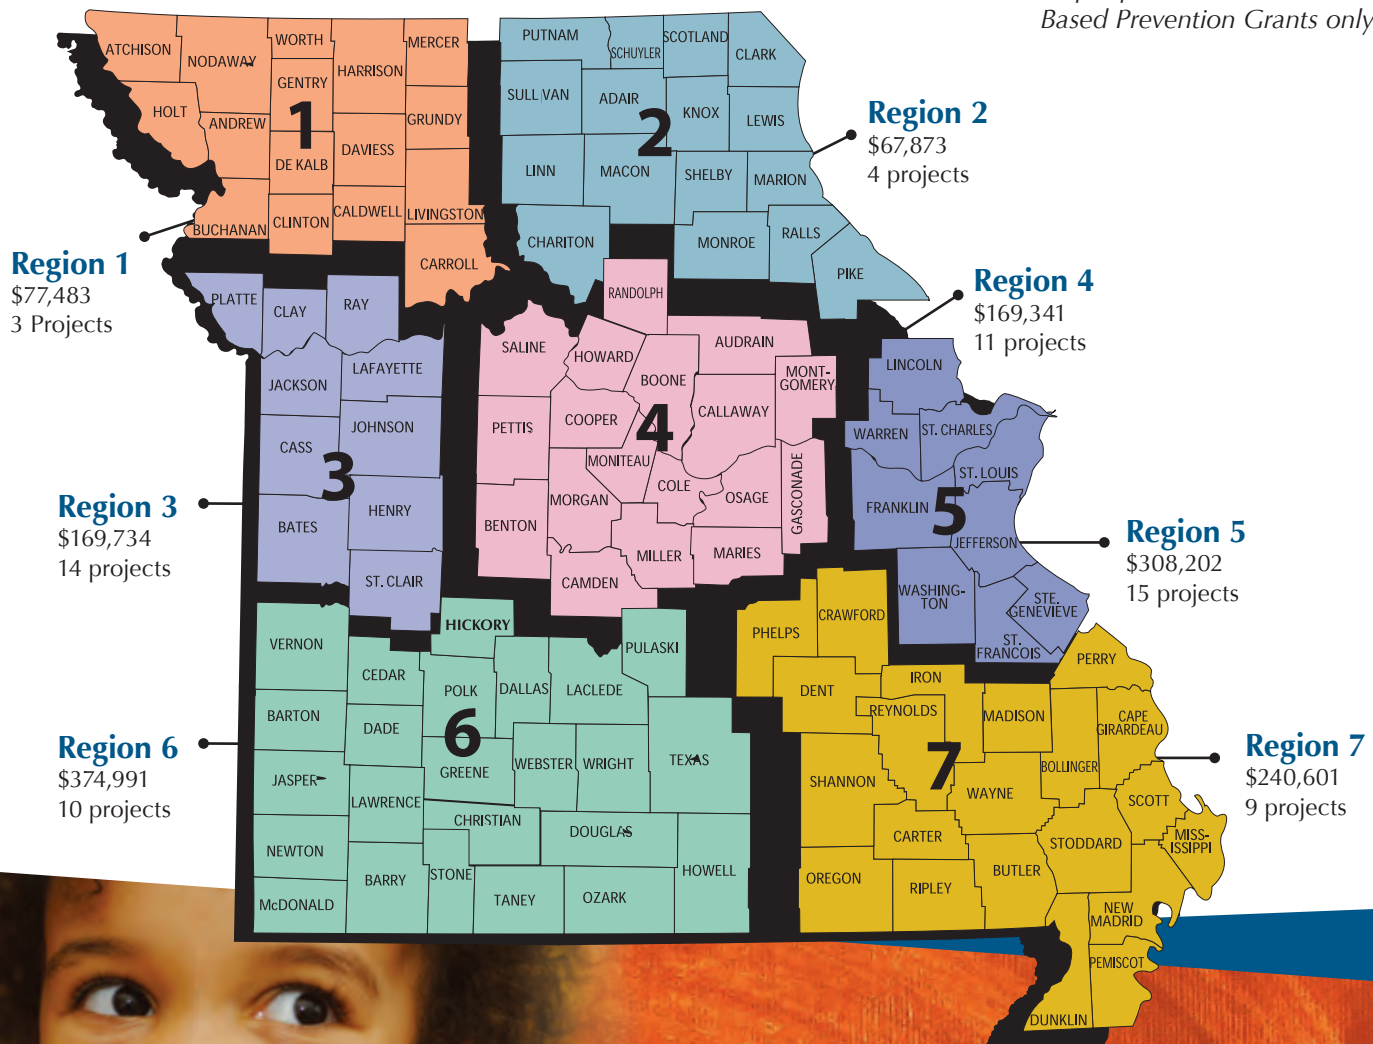 Based Prevention Grants only
ATCHISON
NODAWAY
WORTH
MERCER
GENTRY
HARRISON
HOLT
ANDREW
GRUNDY
1
DAVIESS
DE KALB
BUCHANAN
CLINTON
CALDWELL
LIVINGSTON
CARROLL
PUTNAM
SCHUYLER
SCOTLAND
CLARK
SULLIVAN
ADAIR
KNOX
LEWIS
2
LINN
MACON
SHELBY
MARION
CHARITON
MONROE
RALLS
PIKE
Region 2
$67,873
4 projects
Region 1
$77,483
3 Projects
Region 4
$169,341
11 projects
PLATTE
CLAY
RAY
JACKSON
LAFAYETTE
CASS
JOHNSON
3
BATES
HENRY
ST. CLAIR
RANDOLPH
SALINE
HOWARD
AUDRAIN
BOONE
MONT-
GOMERY
PETTIS
COOPER
4
CALLAWAY
MONITEAU
COLE
BENTON
MORGAN
OSAGE
GASCONADE
MILLER
MARIES
CAMDEN
LINCOLN
WARREN
ST. CHARLES
ST. LOUIS
FRANKLIN
5
JEFFERSON
WASHING-
TON
STE.
GENEVIEVE
ST.
FRANCOIS
Region 3
$169,734
14 projects
Region 5
$308,202
15 projects
HICKORY
VERNON
CEDAR
POLK
DALLAS
LACLEDE
PULASKI
BARTON
DADE
6
GREENE
WEBSTER
WRIGHT
TEXAS
JASPER
LAWRENCE
CHRISTIAN
DOUGLAS
NEWTON
BARRY
STONE
TANEY
OZARK
HOWELL
McDONALD
Region 6
$374,991
10 projects
PHELPS
CRAWFORD
PERRY
DENT
IRON
REYNOLDS
MADISON
CAPE
GIRARDEAU
7
BOLLINGER
SHANNON
WAYNE
SCOTT
CARTER
STODDARD
MISS-
ISSIPPI
OREGON
RIPLEY
BUTLER
NEW
MADRID
PEMISCOT
DUNKLIN
Region 7
$240,601
9 projects